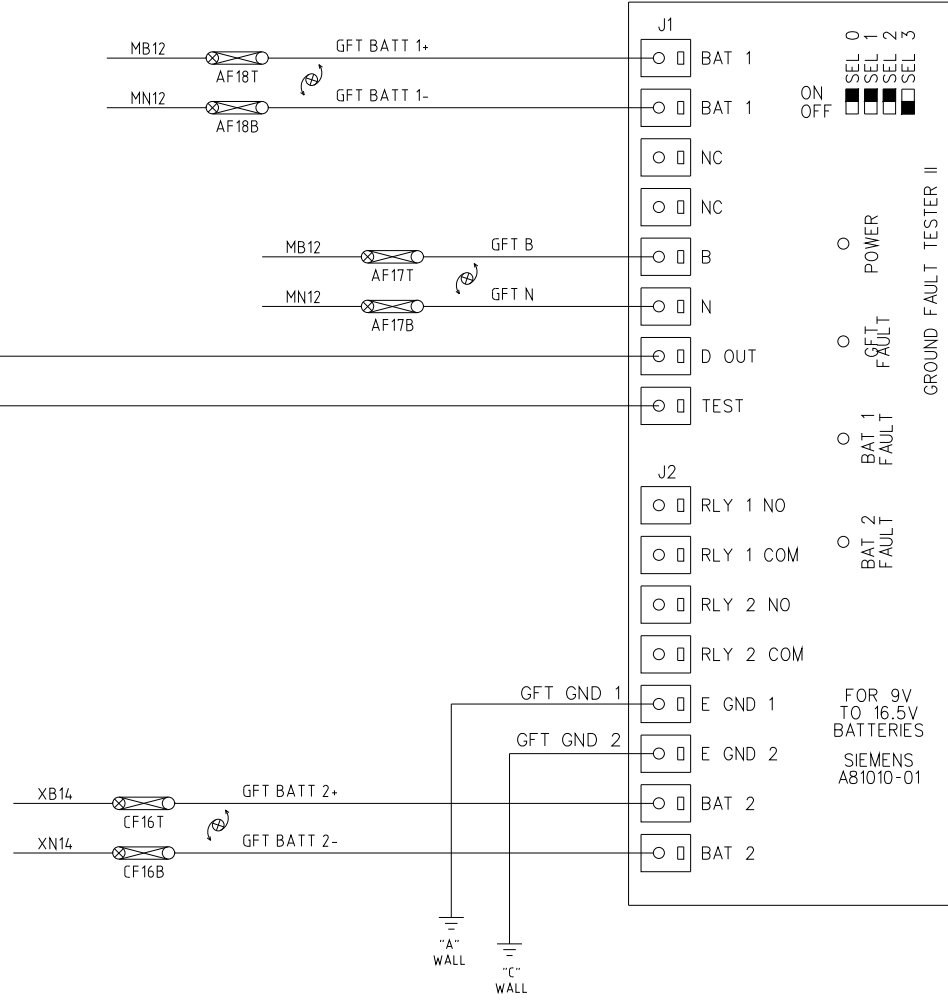 MB12
AF18T
GFT BATT 1+
MN12
AF18B
GFT BATT 1-
MB12
AF17T
GFT B
MN12
AF17B
GFT N
J1
BAT 1
BAT 1
NC
NC
B
N
D OUT
TEST
J2
RLY 1 NO
RLY 1 COM
RLY 2 NO
RLY 2 COM
GFT GND 1
E GND 1
GFT GND 2
E GND 2
XB14
CF16T
GFT BATT 2+
BAT 2
XN14
CF16B
GFT BATT 2-
BAT 2
"A"
WALL
"C"
WALL
SEL 0
SEL 1
SEL 2
SEL 3
ON
OFF
POWER
GFT
FAULT
BAT 1
FAULT
BAT 2
FAULT
GROUND FAULT TESTER II
FOR 9V
TO 16.5V
BATTERIES
SIEMENS
A81010-01